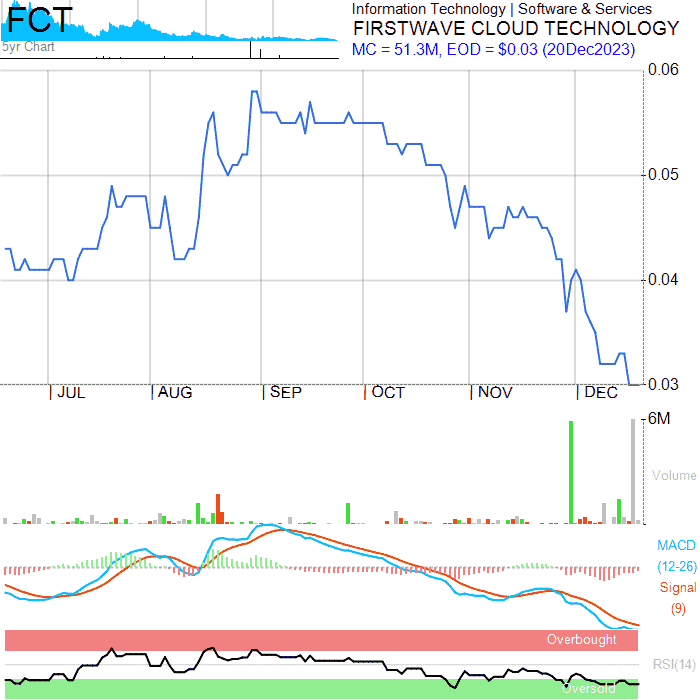 FCT
5yr Chart
Information Technology | Software & Services
FIRSTWAVE CLOUD TECHNOLOGY
MC = 51.3M, EOD = $0.03 (20Dec2023)
0.06
0.05
0.04
0.03
JUL AUG SEP OCT NOV DEC
6M
Volume
MACD
(12-26)
Signal
(9)
Overbought
RSI(14)
Oversold